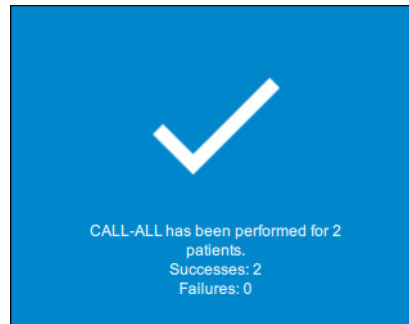 CALL-ALL has been performed for 2
patients.
Successes: 2
Failures: 0